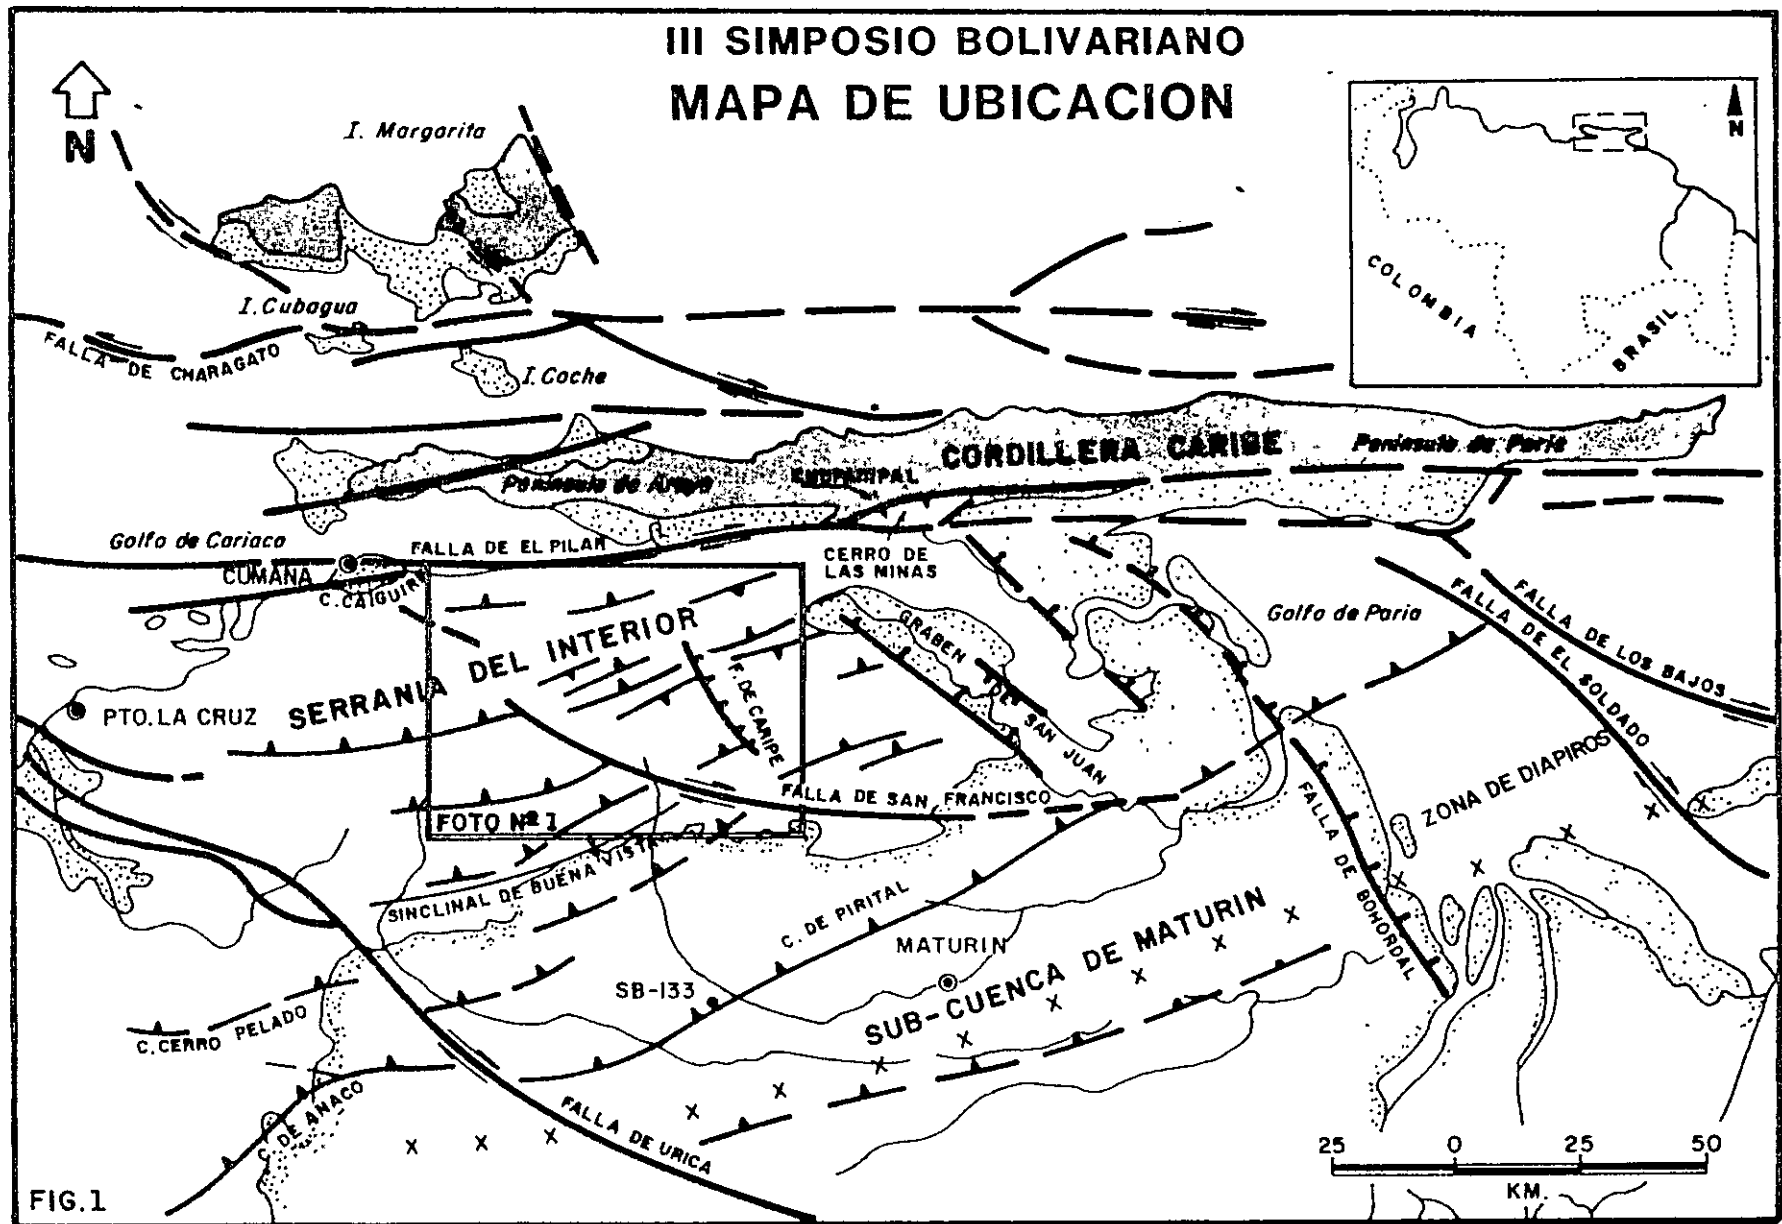 III SIMPOSIO BOLIVARIANO
MAPA DE UBICACION
N
I. Margarita
N
COLOMBIA
BRASIL
I. Cubagua
FALLA DE CHARAGATO
I. Coche
CORDILLERA CARIBE
Peninsula de Paria
Peninsula de Araya
Golfo de Cariaco
FALLA DE EL PILAR
CUMANA
C. CAIGUIRE
CERRO DE
LAS MINAS
GRABEN DE SAN JUAN
Golfo de Paria
FALLA DE LOS BAJOS
FALLA DE EL SOLDADO
SERRANIA DEL INTERIOR
F. DE CARIPE
PTO. LA CRUZ
FALLA DE SAN FRANCISCO
FOTO Nº 1
ZONA DE DIAPIROS
FALLA DE BOHORDAL
SINCLINAL DE BUENA VISTA
C. DE PIRITAL
MATURIN
SUB-CUENCA DE MATURIN
SB-133
C. CERRO PELADO
C. DE ANACO
FALLA DE URICA
25 0 25 50
KM.
FIG. 1